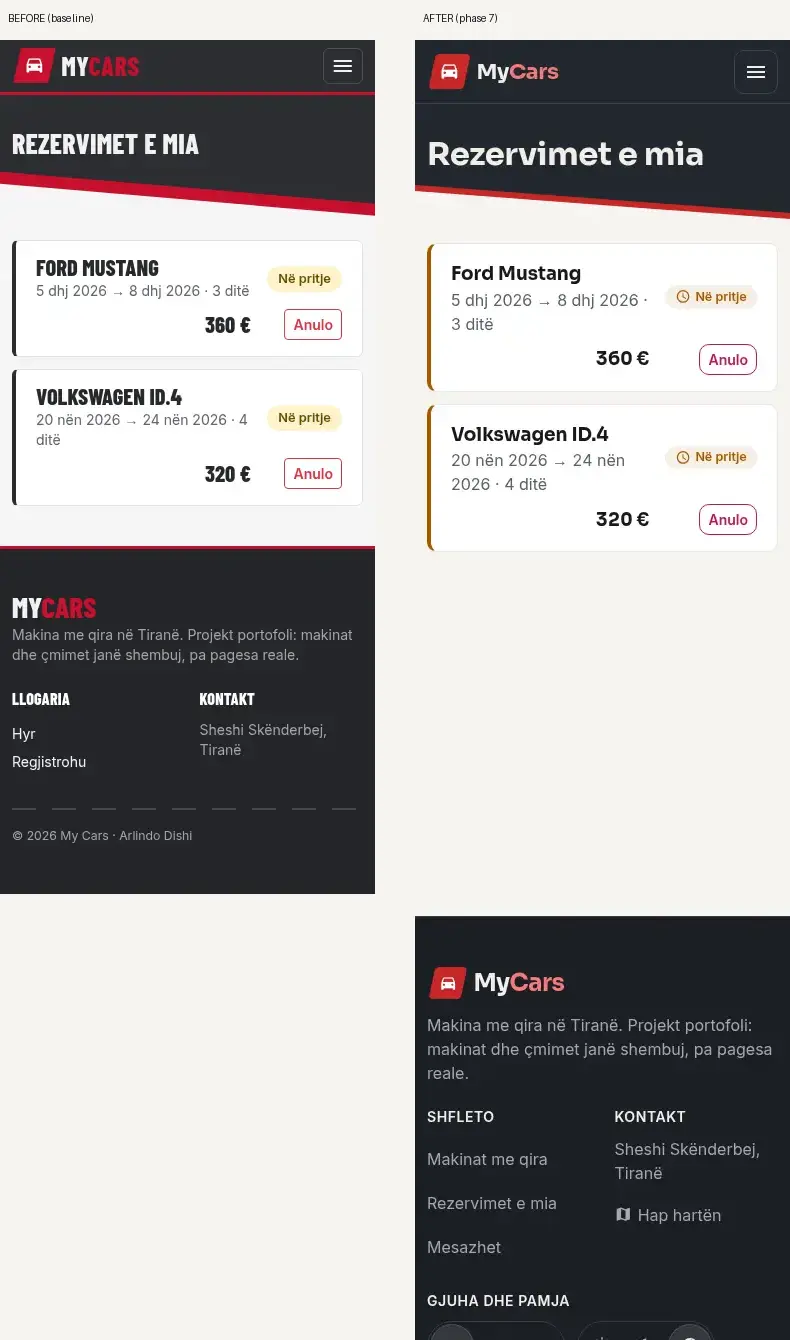 BEFORE (baseline)
MYCARS
REZERVIMET E MIA
FORD MUSTANG
5 dhj 2026 → 8 dhj 2026 · 3 ditë
Në pritje
360 €
Anulo
VOLKSWAGEN ID.4
20 nën 2026 → 24 nën 2026 · 4
ditë
Në pritje
320 €
Anulo
MYCARS
Makina me qira në Tiranë. Projekt portofoli: makinat
dhe çmimet janë shembuj, pa pagesa reale.
LLOGARIA
Hyr
Regjistrohu
KONTAKT
Sheshi Skënderbej,
Tiranë
© 2026 My Cars · Arlindo Dishi
AFTER (phase 7)
MyCars
Rezervimet e mia
Ford Mustang
5 dhj 2026 → 8 dhj 2026 ·
3 ditë
Në pritje
360 €
Anulo
Volkswagen ID.4
20 nën 2026 → 24 nën
2026 · 4 ditë
Në pritje
320 €
Anulo
MyCars
Makina me qira në Tiranë. Projekt portofoli:
makinat dhe çmimet janë shembuj, pa pagesa
reale.
SHFLETO
Makinat me qira
Rezervimet e mia
Mesazhet
KONTAKT
Sheshi Skënderbej,
Tiranë
Hap hartën
GJUHA DHE PAMJA